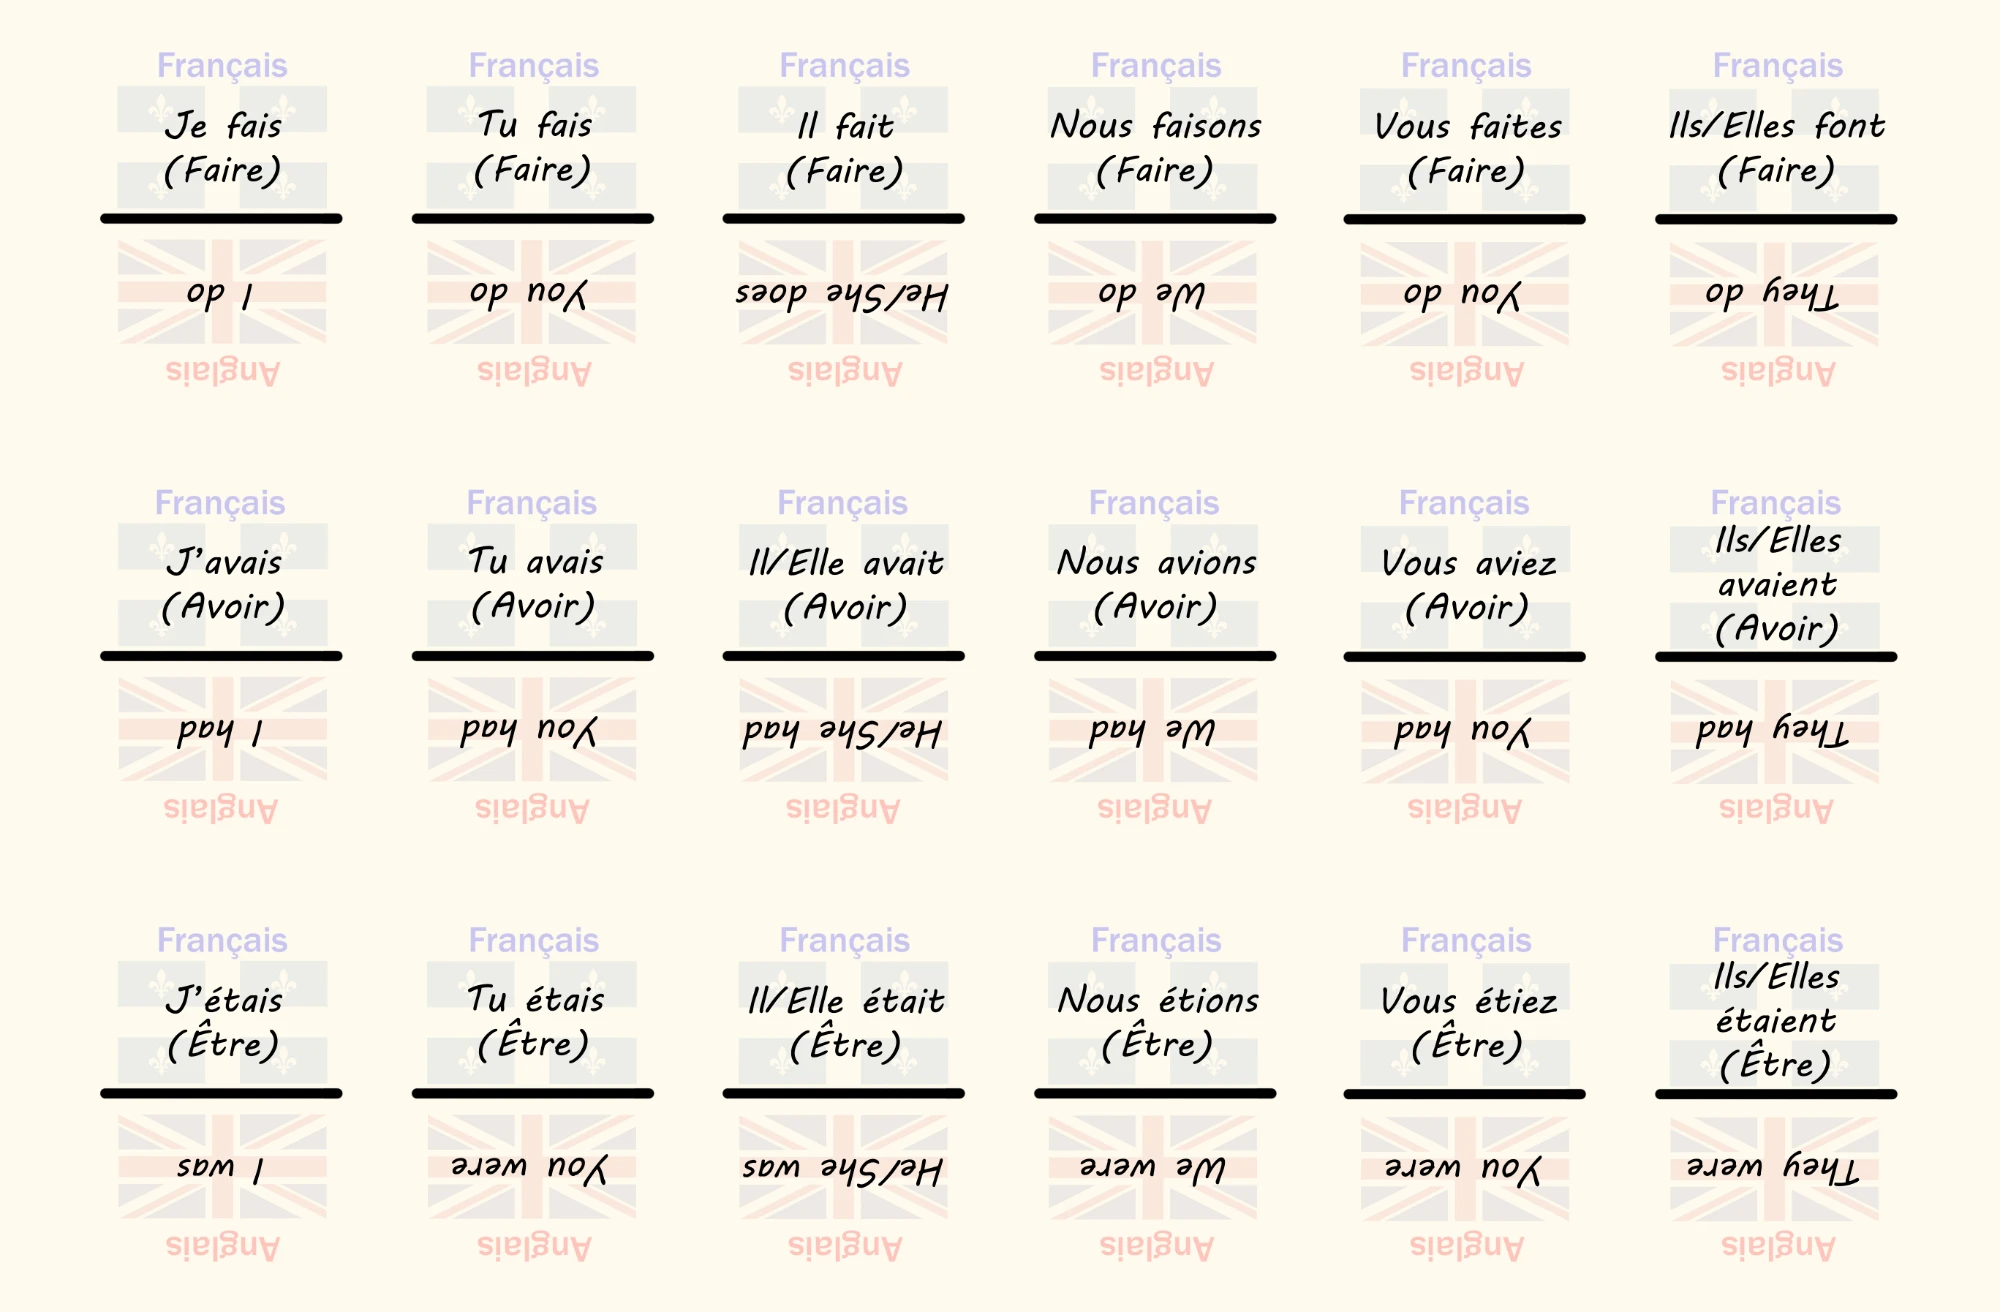 Français
Je fais
(Faire)
I do
Anglais
Français
Tu fais
(Faire)
You do
Anglais
Français
Il fait
(Faire)
He/She does
Anglais
Français
Nous faisons
(Faire)
We do
Anglais
Français
Vous faites
(Faire)
You do
Anglais
Français
Ils/Elles font
(Faire)
They do
Anglais
Français
J'avais
(Avoir)
I had
Anglais
Français
Tu avais
(Avoir)
You had
Anglais
Français
Il/Elle avait
(Avoir)
He/She had
Anglais
Français
Nous avions
(Avoir)
We had
Anglais
Français
Vous aviez
(Avoir)
You had
Anglais
Français
Ils/Elles
avaient
(Avoir)
They had
Anglais
Français
J'étais
(Être)
I was
Anglais
Français
Tu étais
(Être)
You were
Anglais
Français
Il/Elle était
(Être)
He/She was
Anglais
Français
Nous étions
(Être)
We were
Anglais
Français
Vous étiez
(Être)
You were
Anglais
Français
Ils/Elles
étaient
(Être)
They were
Anglais